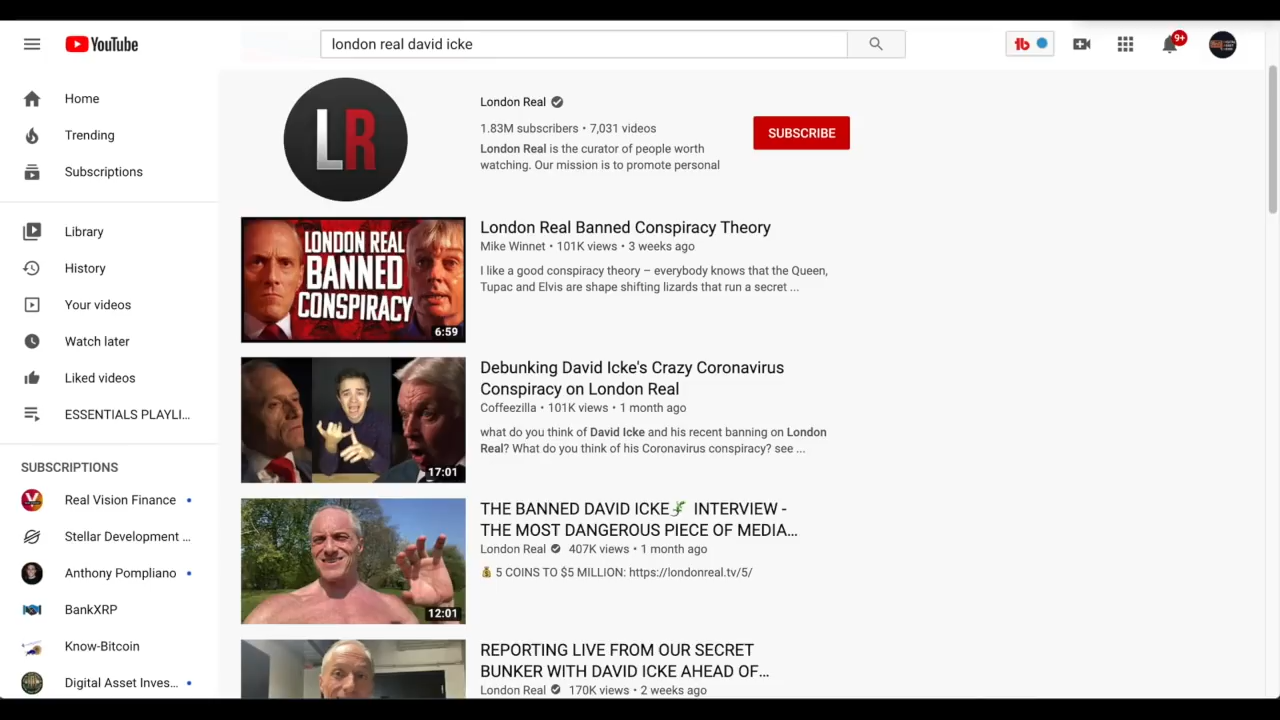 YouTube
london real david icke
9+
Home
Trending
Subscriptions
Library
History
Your videos
Watch later
Liked videos
ESSENTIALS PLAYLI...
SUBSCRIPTIONS
Real Vision Finance
Stellar Development ...
Anthony Pompliano
BankXRP
Know-Bitcoin
Digital Asset Inves...
LR
London Real
1.83M subscribers • 7,031 videos
London Real is the curator of people worth
watching. Our mission is to promote personal
SUBSCRIBE
LONDON REAL
BANNED
CONSPIRACY
6:59
London Real Banned Conspiracy Theory
Mike Winnet • 101K views • 3 weeks ago
I like a good conspiracy theory – everybody knows that the Queen,
Tupac and Elvis are shape shifting lizards that run a secret ...
17:01
Debunking David Icke's Crazy Coronavirus
Conspiracy on London Real
Coffeezilla • 101K views • 1 month ago
what do you think of David Icke and his recent banning on London
Real? What do you think of his Coronavirus conspiracy? see ...
12:01
THE BANNED DAVID ICKE🦎 INTERVIEW -
THE MOST DANGEROUS PIECE OF MEDIA...
London Real 407K views • 1 month ago
💰 5 COINS TO $5 MILLION: https://londonreal.tv/5/
REPORTING LIVE FROM OUR SECRET
BUNKER WITH DAVID ICKE AHEAD OF...
London Real 170K views • 2 weeks ago